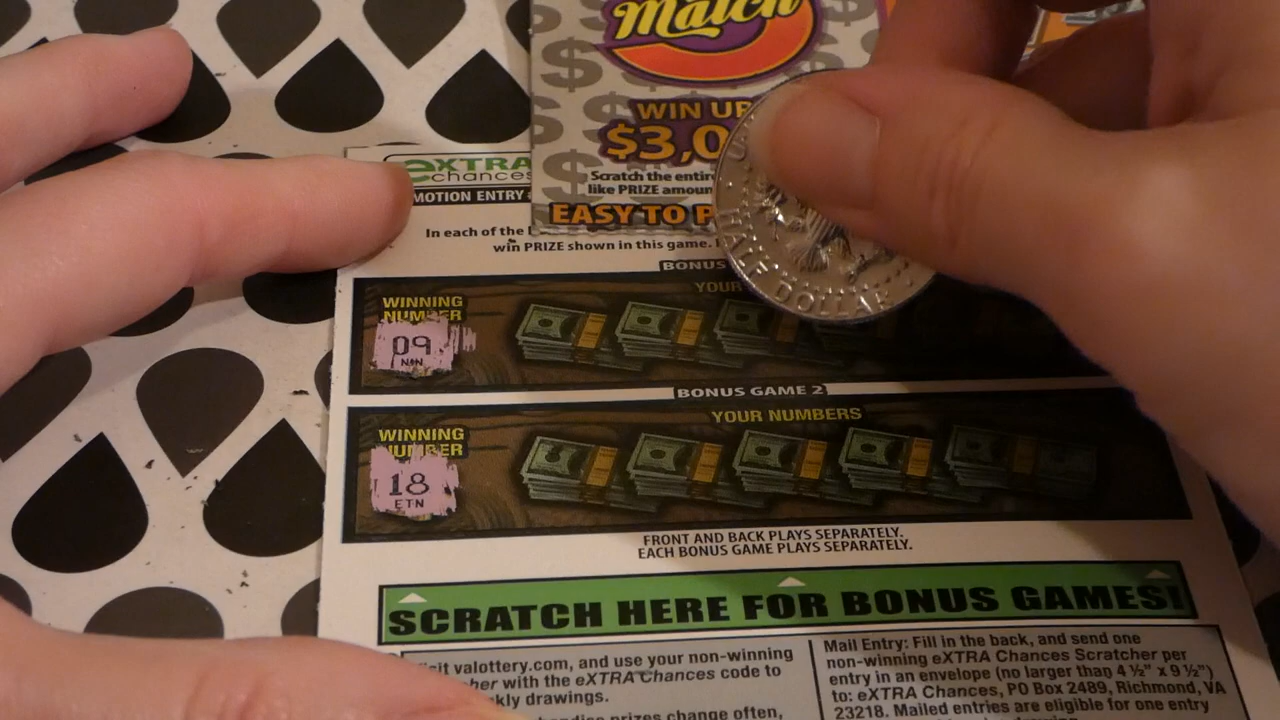 Match
WIN UP
$3,0
Scratch the entir
like PRIZE amoun
EASY TO P
eXTRA
chances
MOTION ENTRY
In each of the
win PRIZE shown in this game.
BONUS
YOUR
WINNING
NUMBER
09
NIN
HALF DOLLAR
BONUS GAME 2
YOUR NUMBERS
WINNING
NUMBER
18
ETN
FRONT AND BACK PLAYS SEPARATELY.
EACH BONUS GAME PLAYS SEPARATELY.
SCRATCH HERE FOR BONUS GAMES!
sit valottery.com, and use your non-winning
her with the eXTRA Chances code to
kly drawings.
dise prizes change often,
Mail Entry: Fill in the back, and send one
non-winning eXTRA Chances Scratcher per
entry in an envelope (no larger than 4 ½" x 9 ½")
to: eXTRA Chances, PO Box 2489, Richmond, VA
23218. Mailed entries are eligible for one entry